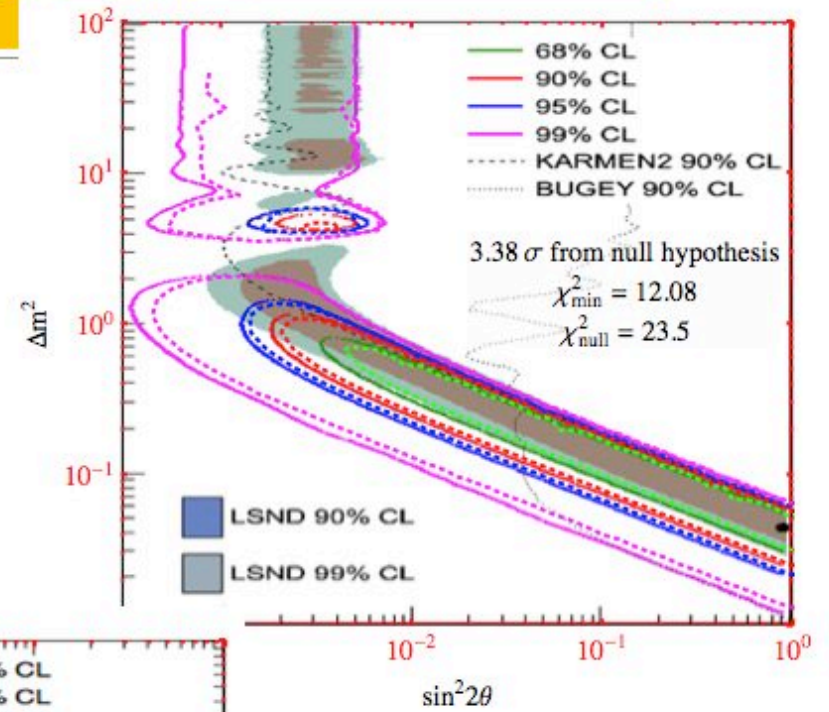 10²
68% CL
90% CL
95% CL
99% CL
KARMEN2 90% CL
BUGEY 90% CL
10¹
3.38 σ from null hypothesis
χ²min = 12.08
χ²null = 23.5
Δm²
10⁰
10⁻¹
LSND 90% CL
LSND 99% CL
10⁻²
10⁻¹
10⁰
sin²2θ
% CL
% CL